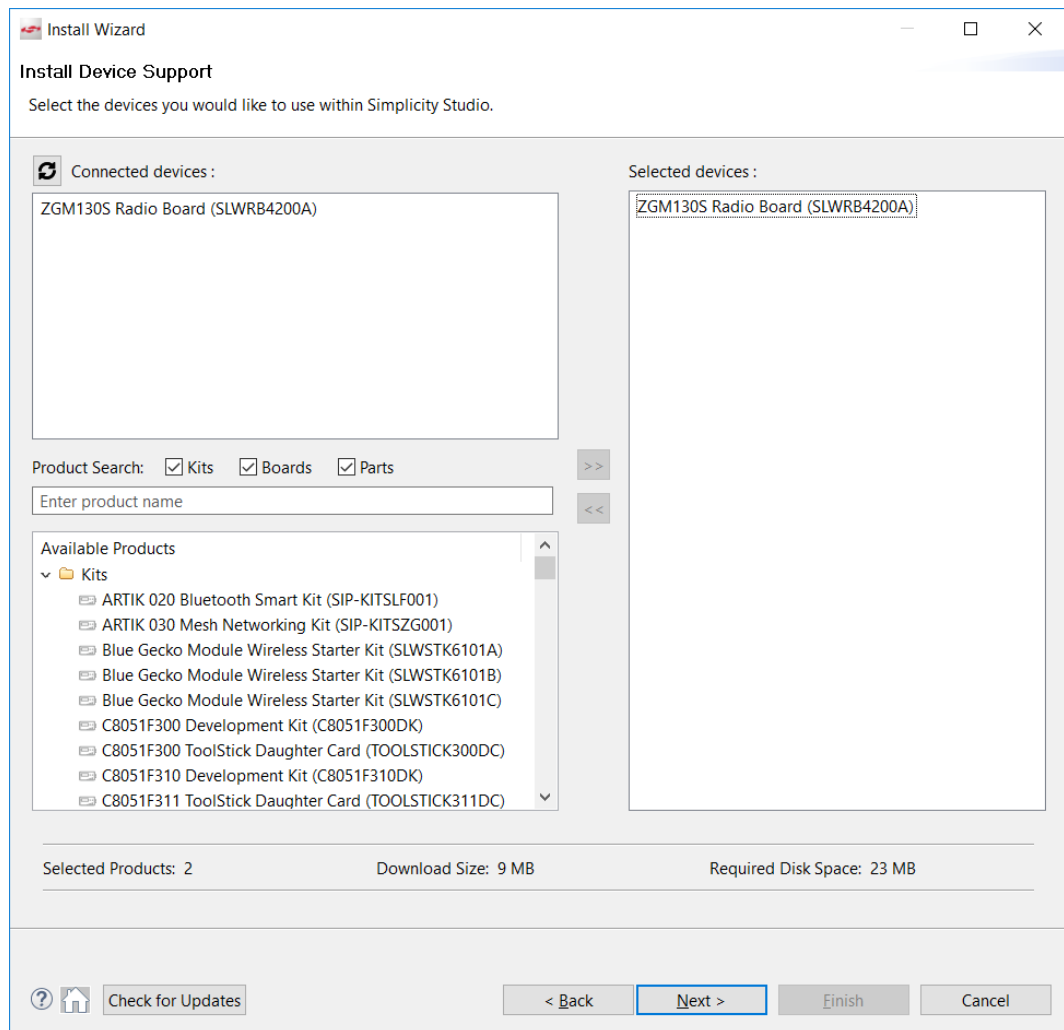 Install Wizard
Install Device Support
Select the devices you would like to use within Simplicity Studio.
Connected devices :
ZGM130S Radio Board (SLWRB4200A)
Selected devices :
ZGM130S Radio Board (SLWRB4200A)
Product Search: Kits Boards Parts
Enter product name
>>
<<
Available Products
Kits
ARTIK 020 Bluetooth Smart Kit (SIP-KITSLF001)
ARTIK 030 Mesh Networking Kit (SIP-KITSZG001)
Blue Gecko Module Wireless Starter Kit (SLWSTK6101A)
Blue Gecko Module Wireless Starter Kit (SLWSTK6101B)
Blue Gecko Module Wireless Starter Kit (SLWSTK6101C)
C8051F300 Development Kit (C8051F300DK)
C8051F300 ToolStick Daughter Card (TOOLSTICK300DC)
C8051F310 Development Kit (C8051F310DK)
C8051F311 ToolStick Daughter Card (TOOLSTICK311DC)
Selected Products: 2 Download Size: 9 MB Required Disk Space: 23 MB
? Check for Updates < Back Next > Finish Cancel